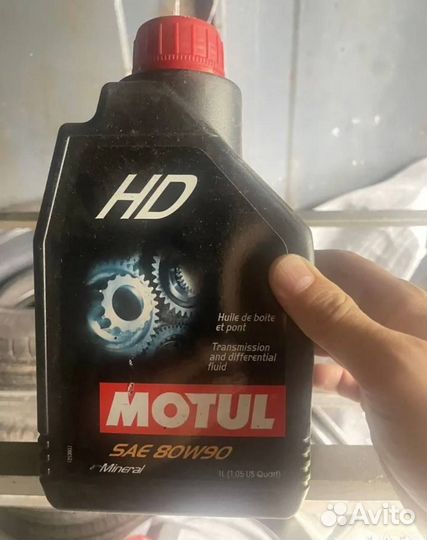 HD
Huile de boîte
et pont
Transmission
and differential
fluid
MOTUL
SAE 80W90
Mineral
1L (1,05 US Quart)
Avito